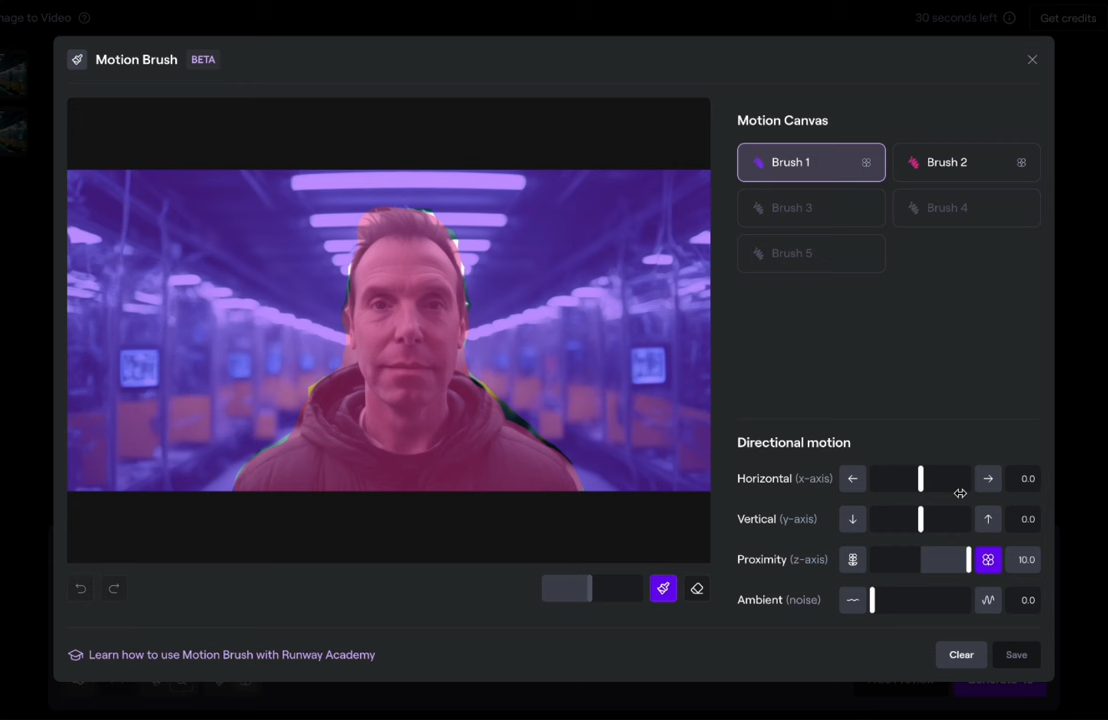 mage to Video
30 seconds left
Get credits
Motion Brush BETA
Motion Canvas
Brush 1
Brush 2
Brush 3
Brush 4
Brush 5
Directional motion
Horizontal (x-axis) 0.0
Vertical (y-axis) 0.0
Proximity (z-axis) 10.0
Ambient (noise) 0.0
Learn how to use Motion Brush with Runway Academy
Clear
Save